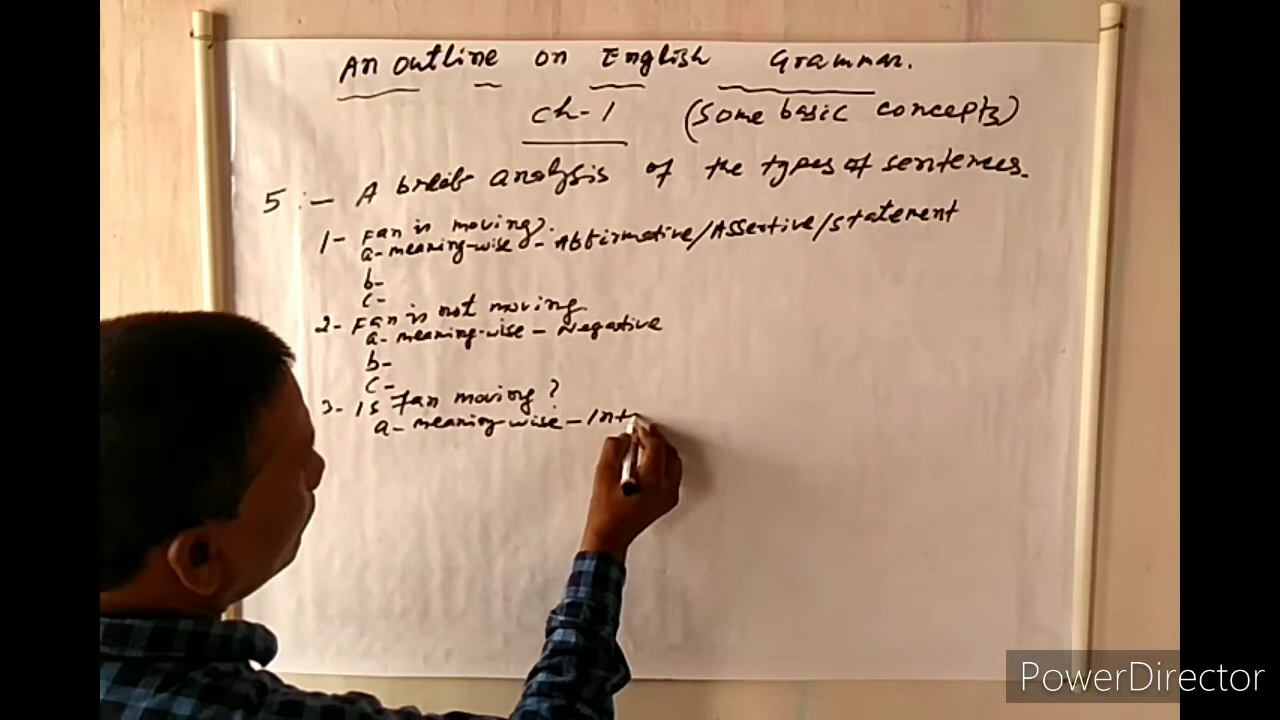 An outline on English Grammar.
Ch-1 (Some basic concepts)
5:- A breif analysis of the types of sentences.
1- Fan is moving.
a- meaning-wise - Affirmative/Assertive/Statement
b-
c-
2- Fan is not moving.
a- meaning-wise - Negative
b-
c-
3- Is Fan moving?
a- meaning-wise - Int
PowerDirector